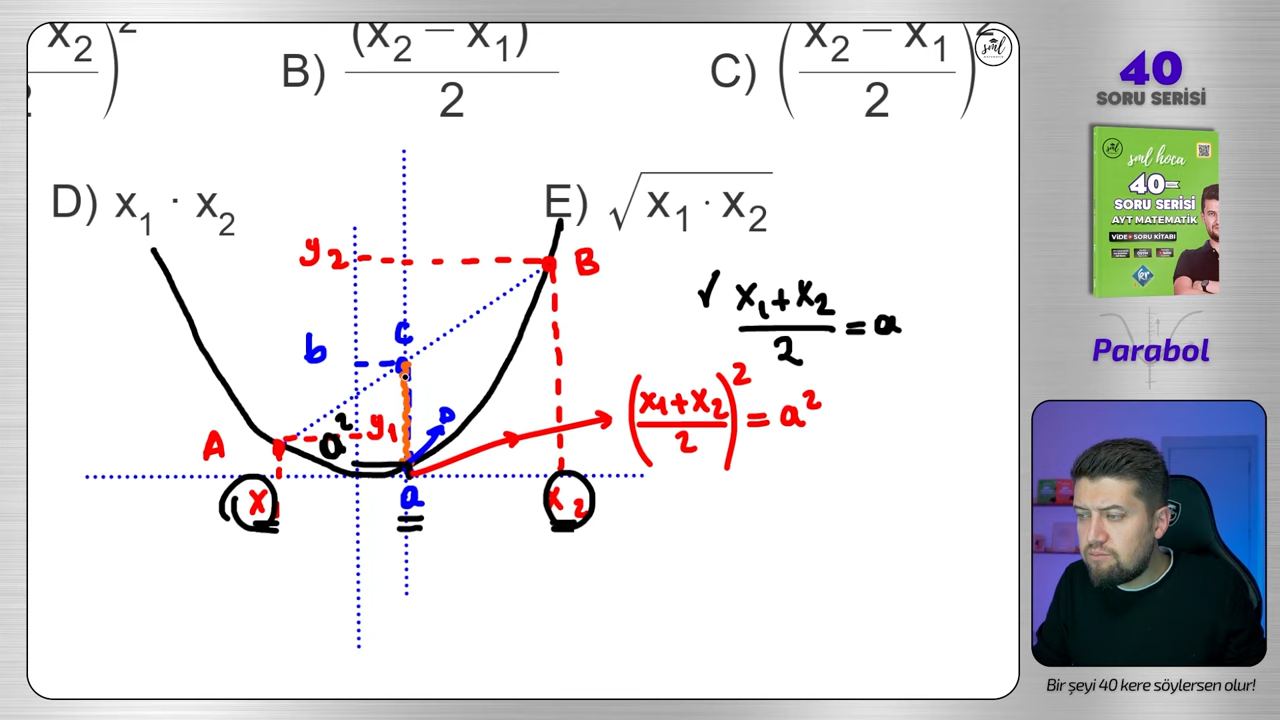 B) (x₂ − x₁) / 2
C) ((x₂ − x₁) / 2)²
D) x₁ · x₂
E) √x₁ · x₂
y₂
B
C
b
a²
y₁
D
A
x
a
x₂
✓ (x₁+x₂) / 2 = a
((x₁+x₂) / 2)² = a²
40
SORU SERİSİ
sml hoca
40
SORU SERİSİ
AYT MATEMATİK
VİDEO SORU KİTABI
Parabol
Bir şeyi 40 kere söylersen olur!